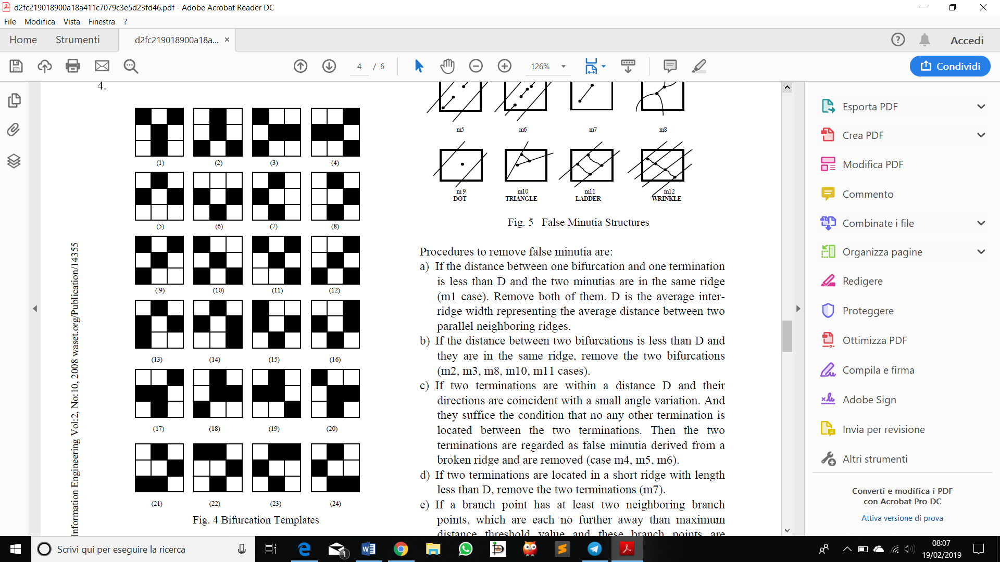 d2fc219018900a18a411c7079c3e5d23fd46.pdf - Adobe Acrobat Reader DC
File Modifica Vista Finestra ?
Home Strumenti d2fc219018900a18a... × Accedi
4 / 6 126% Condividi
4.
(1) (2) (3) (4)
(5) (6) (7) (8)
( 9) (10) (11) (12)
(13) (14) (15) (16)
(17) (18) (19) (20)
(21) (22) (23) (24)
Fig. 4 Bifurcation Templates
Information Engineering Vol:2, No:10, 2008 waset.org/Publication/14355
m5 m6 m7 m8
m 9 m10 m11 m12
DOT TRIANGLE LADDER WRINKLE
Fig. 5 False Minutia Structures
Procedures to remove false minutia are:
a) If the distance between one bifurcation and one termination
is less than D and the two minutias are in the same ridge
(m1 case). Remove both of them. D is the average inter-
ridge width representing the average distance between two
parallel neighboring ridges.
b) If the distance between two bifurcations is less than D and
they are in the same ridge, remove the two bifurcations
(m2, m3, m8, m10, m11 cases).
c) If two terminations are within a distance D and their
directions are coincident with a small angle variation. And
they suffice the condition that no any other termination is
located between the two terminations. Then the two
terminations are regarded as false minutia derived from a
broken ridge and are removed (case m4, m5, m6).
d) If two terminations are located in a short ridge with length
less than D, remove the two terminations (m7).
e) If a branch point has at least two neighboring branch
points, which are each no further away than maximum
distance threshold value and these branch points are
Esporta PDF
Crea PDF
Modifica PDF
Commento
Combinate i file
Organizza pagine
Redigere
Proteggere
Ottimizza PDF
Compila e firma
Adobe Sign
Invia per revisione
Altri strumenti
Converti e modifica i PDF
con Acrobat Pro DC
Attiva versione di prova
Scrivi qui per eseguire la ricerca
1
08:07
19/02/2019